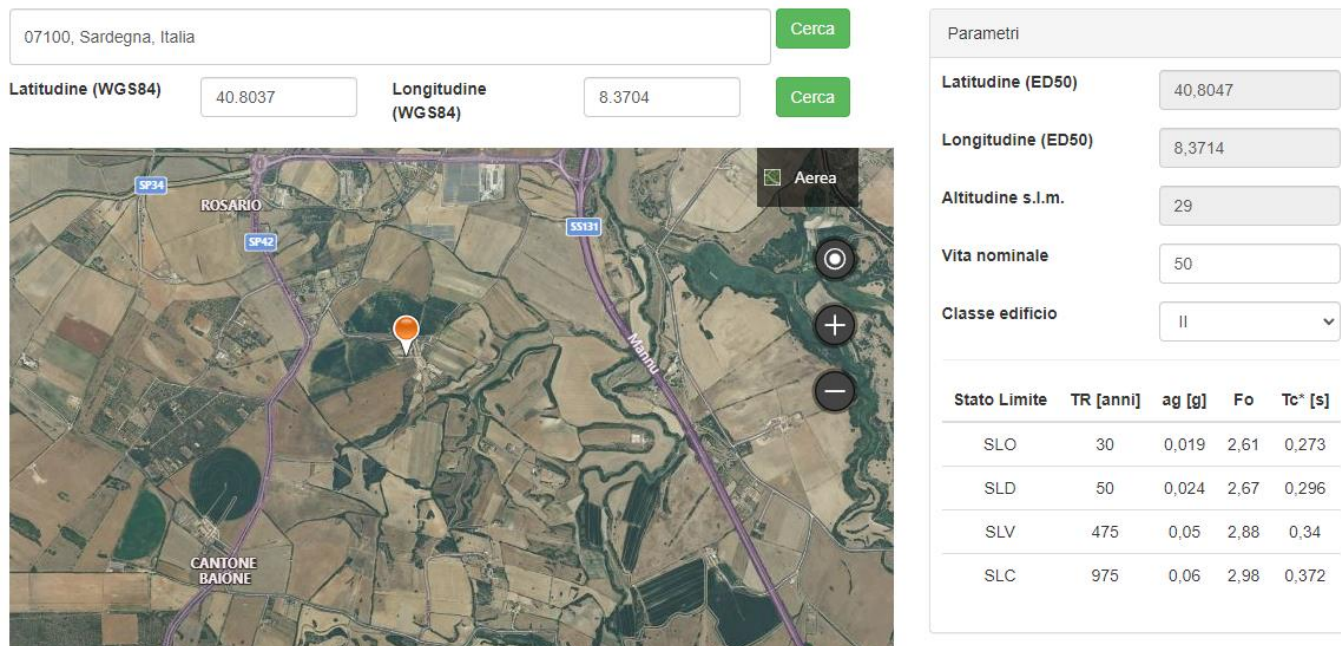 07100, Sardegna, Italia
Cerca
Latitudine (WGS84)
40.8037
Longitudine
(WGS84)
8.3704
Cerca
SP34
ROSARIO
SP42
SS131
Aerea
Mannu
CANTONE
BAIONE
Parametri
Latitudine (ED50)
40,8047
Longitudine (ED50)
8,3714
Altitudine s.l.m.
29
Vita nominale
50
Classe edificio
II
Stato Limite TR [anni] ag [g] Fo Tc* [s]
SLO 30 0,019 2,61 0,273
SLD 50 0,024 2,67 0,296
SLV 475 0,05 2,88 0,34
SLC 975 0,06 2,98 0,372